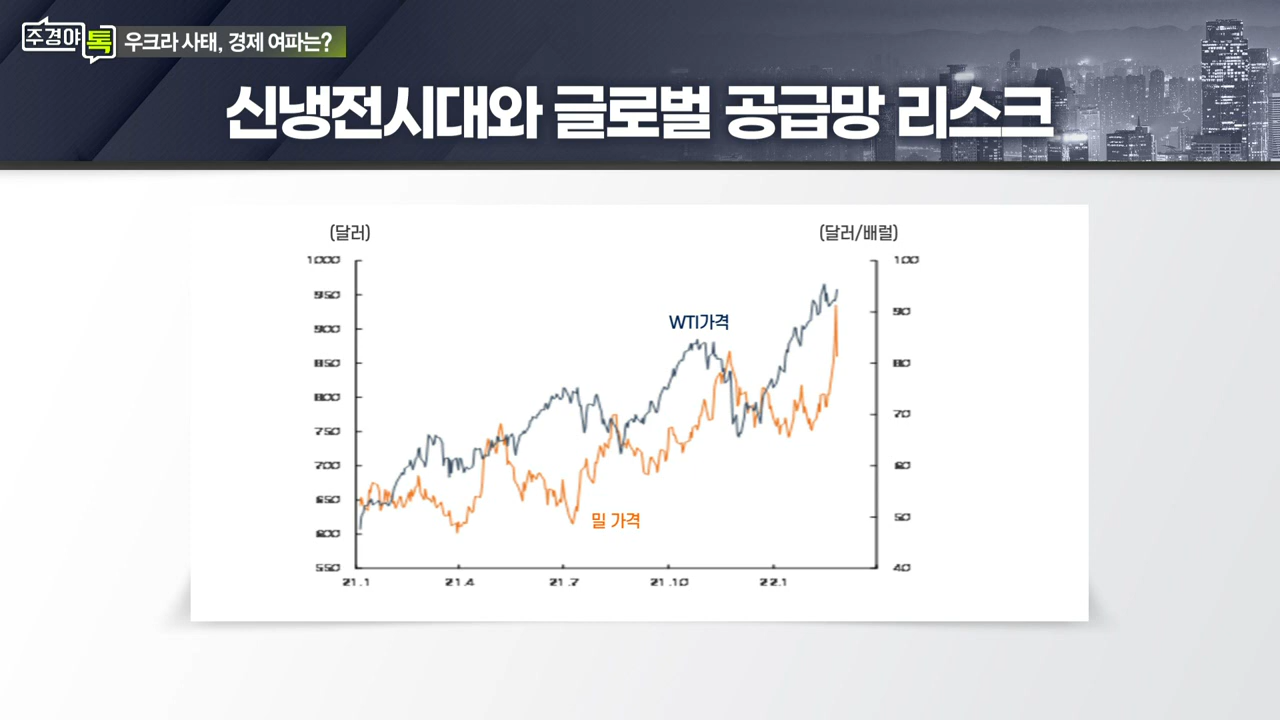 주경야톡 우크라 사태, 경제 여파는?
신냉전시대와 글로벌 공급망 리스크
(달러) (달러/배럴)
1000 100
950
900 90
850 80
800
750 70
700 60
650
600 50
550 40
WTI가격
밀 가격
21.1 21.4 21.7 21.10 22.1